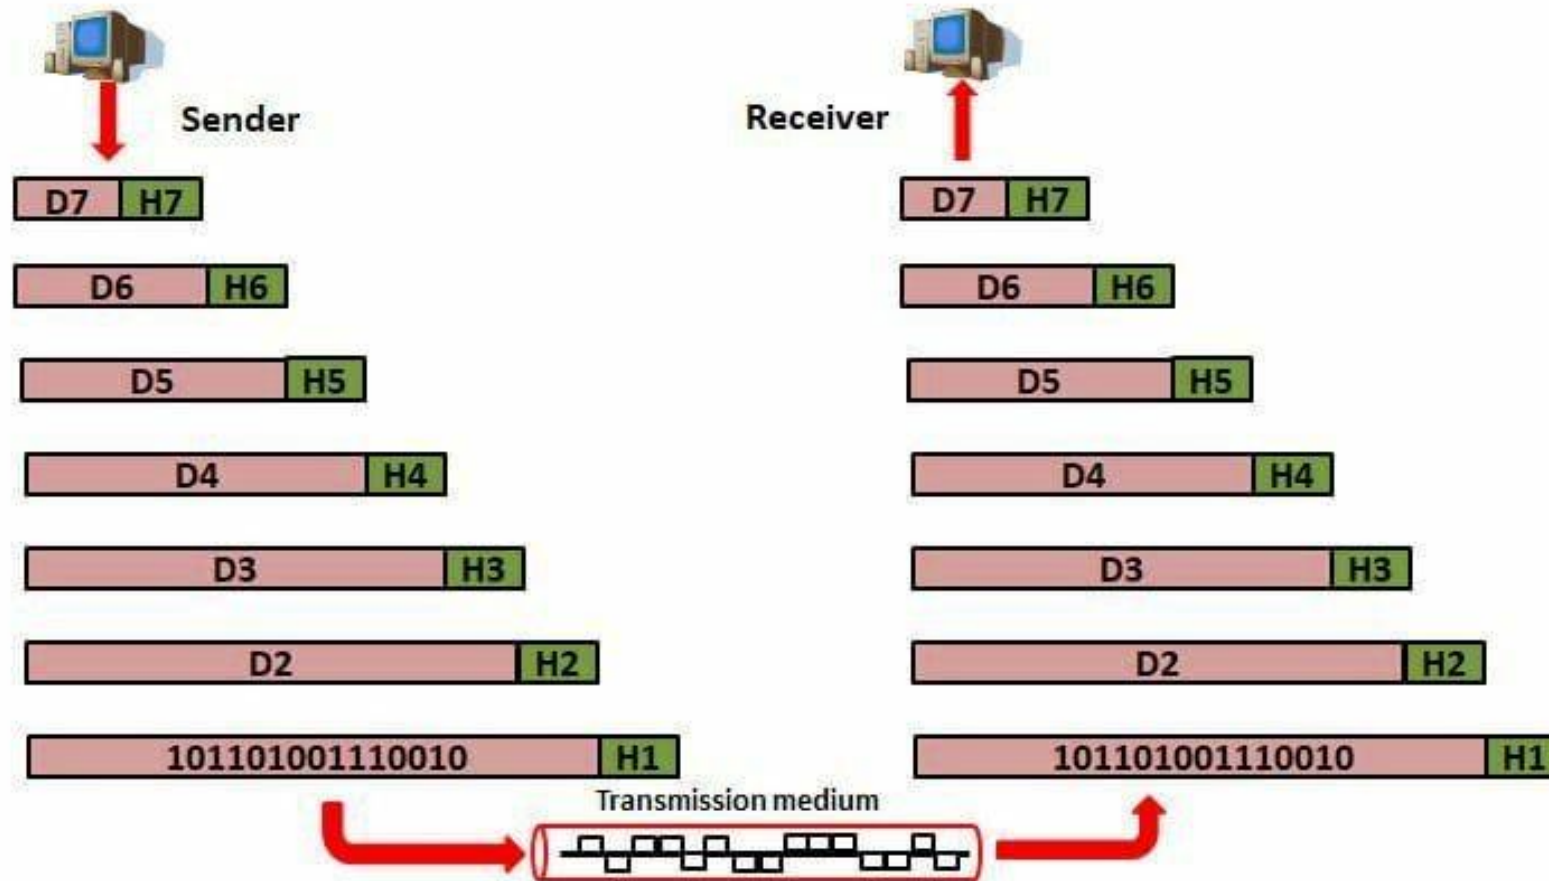 Sender
Receiver
D7 H7
D7 H7
D6 H6
D6 H6
D5 H5
D5 H5
D4 H4
D4 H4
D3 H3
D3 H3
D2 H2
D2 H2
101101001110010 H1
101101001110010 H1
Transmission medium